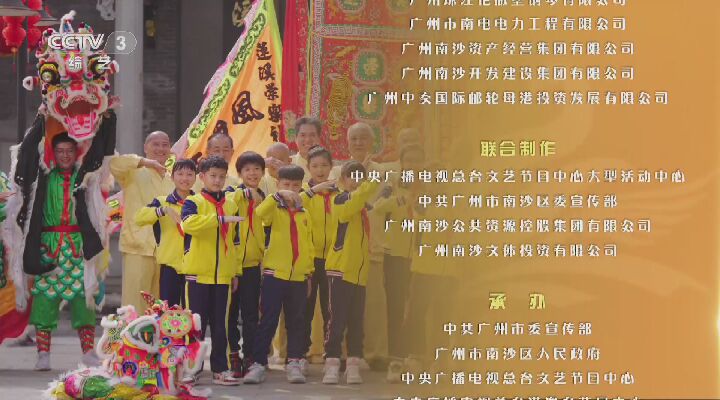 CCTV 3
综艺
莲溪
广州市南电电力工程有限公司
广州南沙资产经营集团有限公司
广州南沙开发建设集团有限公司
广州中交国际邮轮母港投资发展有限公司
联合制作
中央广播电视总台文艺节目中心大型活动中心
中共广州市南沙区委宣传部
广州南沙公共资源控股集团有限公司
广州南沙文体投资有限公司
承 办
中共广州市委宣传部
广州市南沙区人民政府
中央广播电视总台文艺节目中心